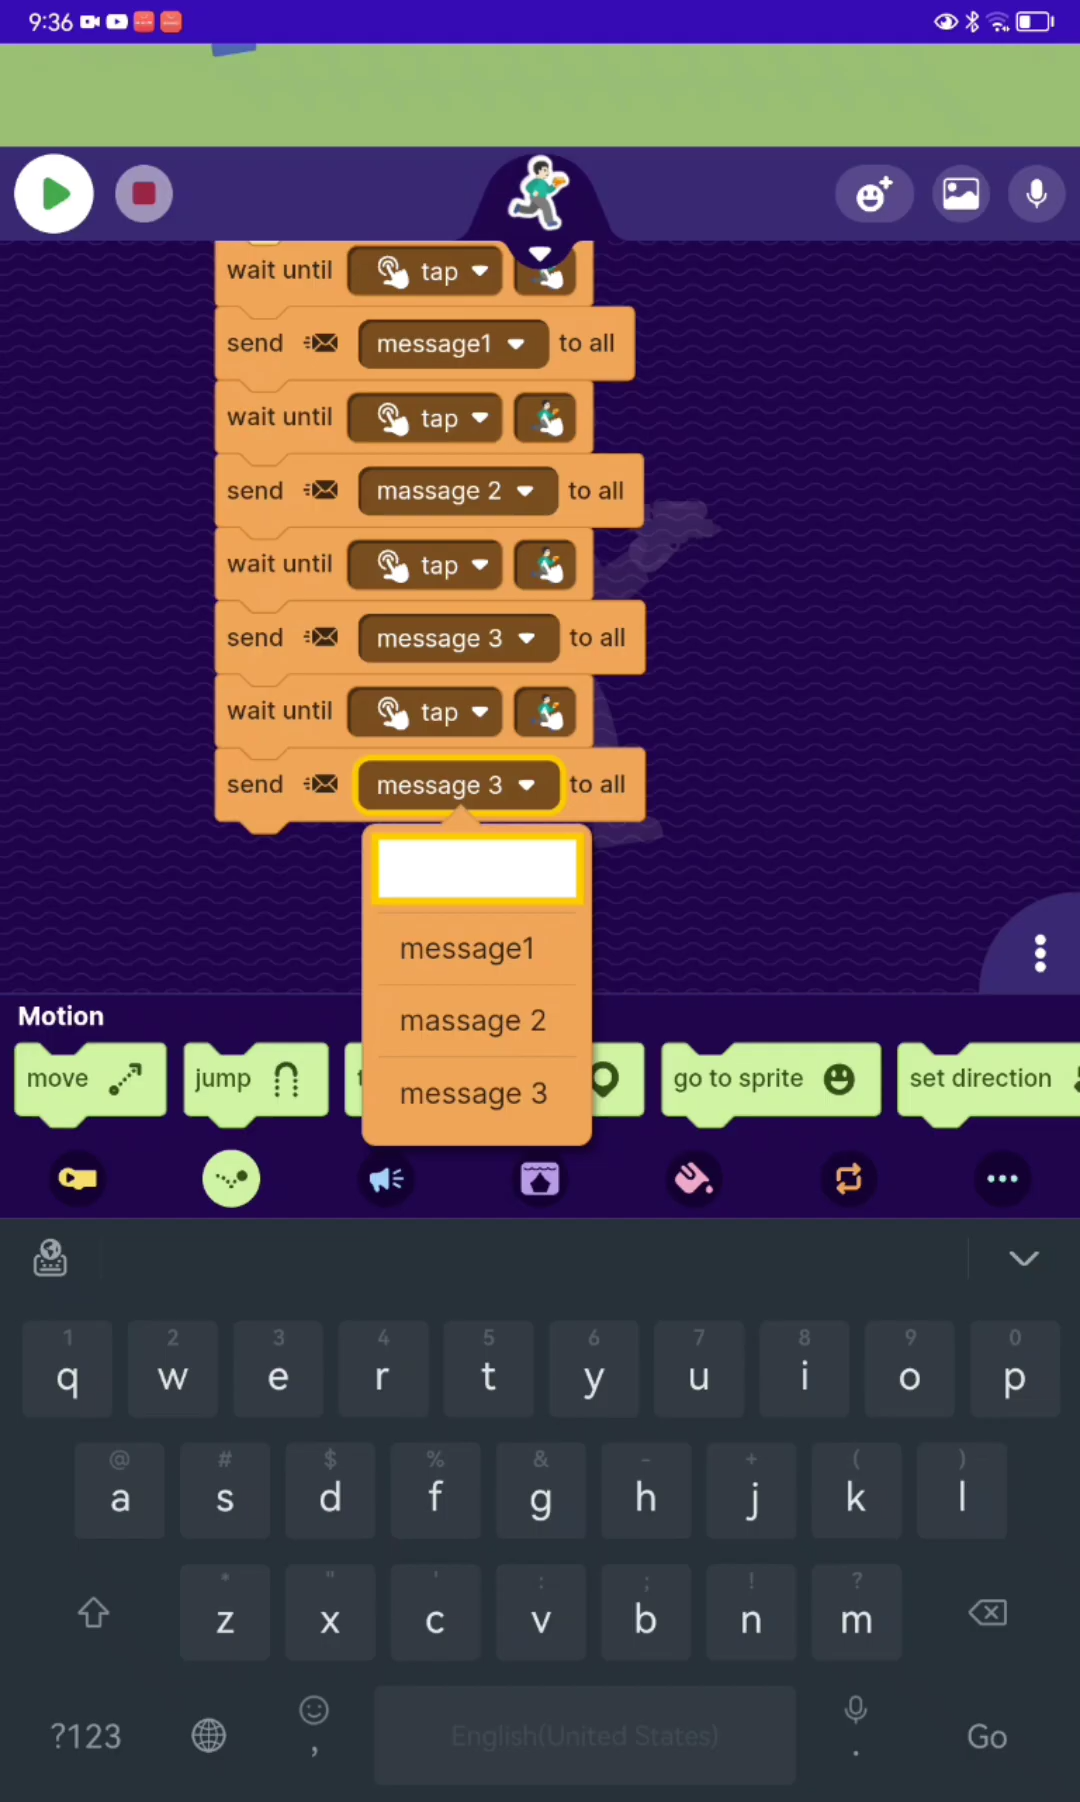 9:36
wait until tap
send message1 to all
wait until tap
send massage 2 to all
wait until tap
send message 3 to all
wait until tap
send message 3 to all
message1
massage 2
message 3
Motion
move jump t go to sprite set direction
1 2 3 4 5 6 7 8 9 0
q w e r t y u i o p
@ # $ % & - + ( )
a s d f g h j k l
* " ' : ; ! ?
z x c v b n m
?123 , English(United States) . Go